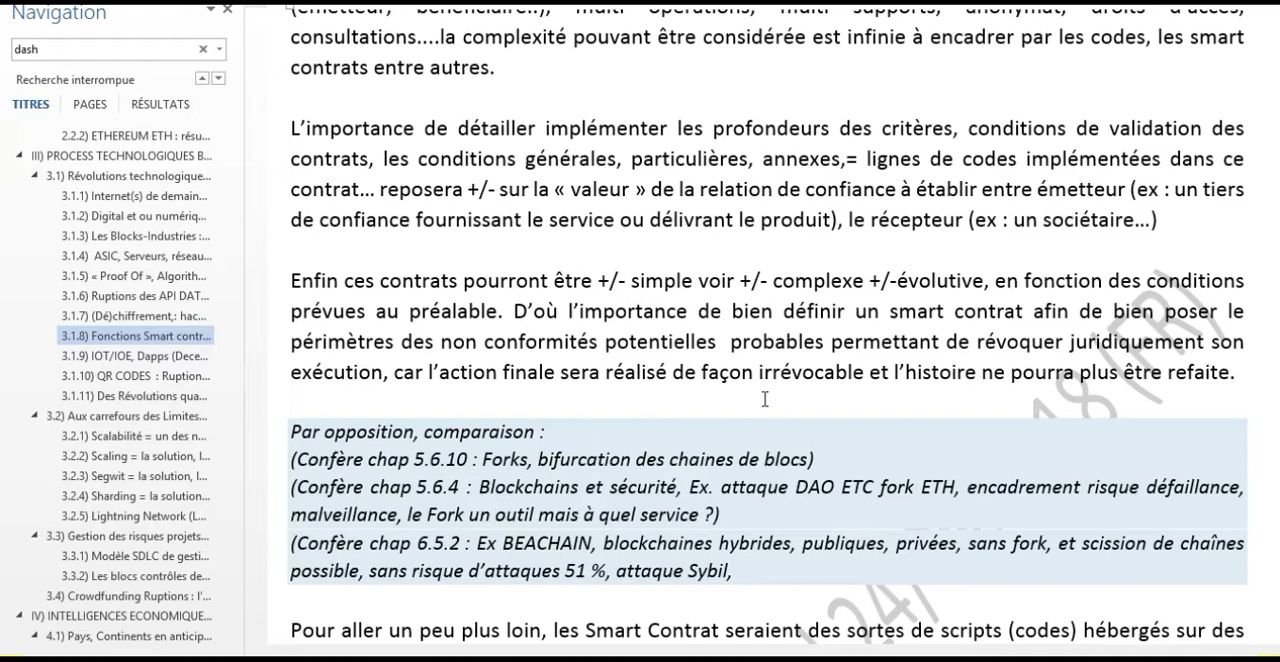 Navigation
dash
Recherche interrompue
TITRES PAGES RÉSULTATS
2.2.2) ETHEREUM ETH : résu...
III) PROCESS TECHNOLOGIQUES B...
3.1) Révolutions technologique...
3.1.1) Internet(s) de demain...
3.1.2) Digital et ou numériq...
3.1.3) Les Blocks-Industries :...
3.1.4) ASIC, Serveurs, réseau...
3.1.5) « Proof Of », Algorith...
3.1.6) Ruptions des API DAT...
3.1.7) (Dé)chiffrement,: hac...
3.1.8) Fonctions Smart contr...
3.1.9) IOT/IOE, Dapps (Dece...
3.1.10) QR CODES : Ruption...
3.1.11) Des Révolutions qua...
3.2) Aux carrefours des Limites...
3.2.1) Scalabilité = un des n...
3.2.2) Scaling = la solution, l...
3.2.3) Segwit = la solution, l...
3.2.4) Sharding = la solution...
3.2.5) Lightning Network (L...
3.3) Gestion des risques projets...
3.3.1) Modèle SDLC de gesti...
3.3.2) Les blocs contrôles de...
3.4) Crowdfunding Ruptions : l'...
IV) INTELLIGENCES ECONOMIQUE...
4.1) Pays, Continents en anticip...
(émetteur, bénéficiaire..), multi opérations, multi supports, anonymat, droits d'accès,
consultations....la complexité pouvant être considérée est infinie à encadrer par les codes, les smart
contrats entre autres.
L'importance de détailler implémenter les profondeurs des critères, conditions de validation des
contrats, les conditions générales, particulières, annexes,= lignes de codes implémentées dans ce
contrat... reposera +/- sur la « valeur » de la relation de confiance à établir entre émetteur (ex : un tiers
de confiance fournissant le service ou délivrant le produit), le récepteur (ex : un sociétaire...)
Enfin ces contrats pourront être +/- simple voir +/- complexe +/-évolutive, en fonction des conditions
prévues au préalable. D'où l'importance de bien définir un smart contrat afin de bien poser le
périmètres des non conformités potentielles probables permettant de révoquer juridiquement son
exécution, car l'action finale sera réalisé de façon irrévocable et l'histoire ne pourra plus être refaite.
Par opposition, comparaison :
(Confère chap 5.6.10 : Forks, bifurcation des chaines de blocs)
(Confère chap 5.6.4 : Blockchains et sécurité, Ex. attaque DAO ETC fork ETH, encadrement risque défaillance,
malveillance, le Fork un outil mais à quel service ?)
(Confère chap 6.5.2 : Ex BEACHAIN, blockchaines hybrides, publiques, privées, sans fork, et scission de chaînes
possible, sans risque d'attaques 51 %, attaque Sybil,
Pour aller un peu plus loin, les Smart Contrat seraient des sortes de scripts (codes) hébergés sur des